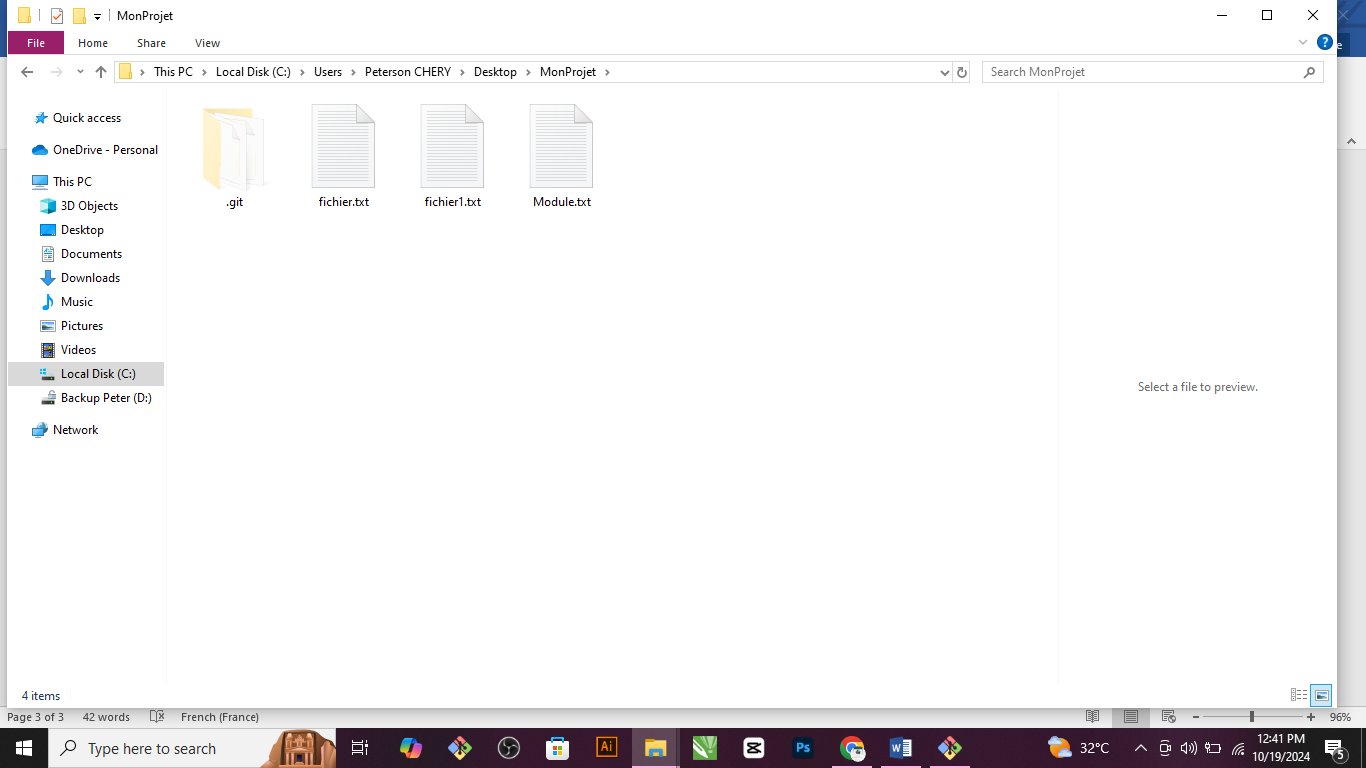 MonProjet
File Home Share View
This PC Local Disk (C:) Users Peterson CHERY Desktop MonProjet
Search MonProjet
Quick access
OneDrive - Personal
This PC
3D Objects
Desktop
Documents
Downloads
Music
Pictures
Videos
Local Disk (C:)
Backup Peter (D:)
Network
.git fichier.txt fichier1.txt Module.txt
Select a file to preview.
4 items
Page 3 of 3 42 words French (France) 96%
Type here to search
Ai
Ps
32°C
12:41 PM
10/19/2024
5